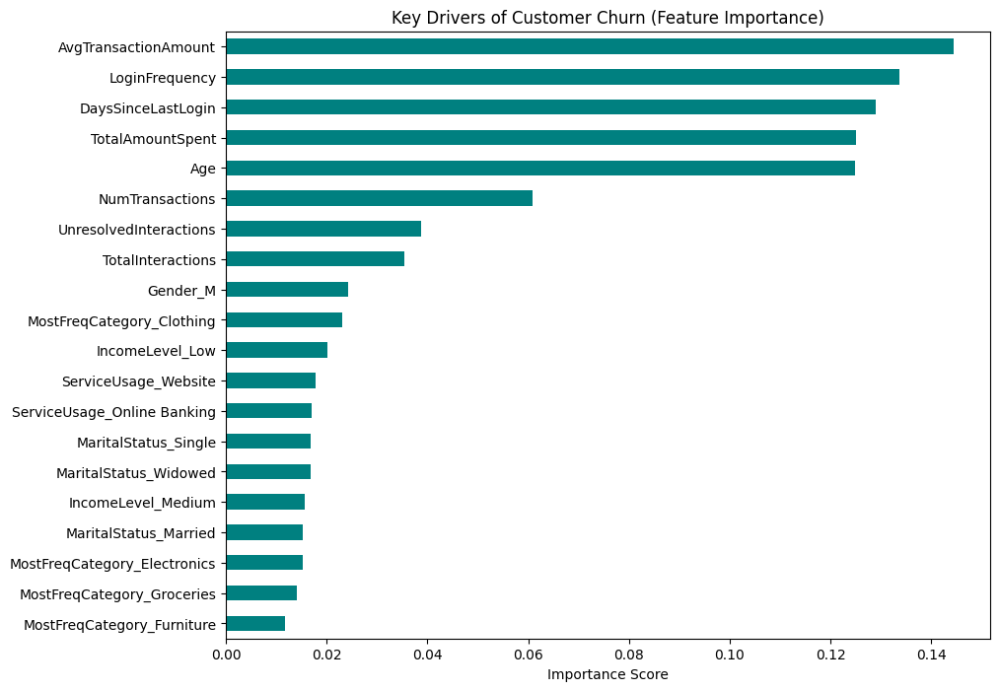 Key Drivers of Customer Churn (Feature Importance)
AvgTransactionAmount
LoginFrequency
DaysSinceLastLogin
TotalAmountSpent
Age
NumTransactions
UnresolvedInteractions
TotalInteractions
Gender_M
MostFreqCategory_Clothing
IncomeLevel_Low
ServiceUsage_Website
ServiceUsage_Online Banking
MaritalStatus_Single
MaritalStatus_Widowed
IncomeLevel_Medium
MaritalStatus_Married
MostFreqCategory_Electronics
MostFreqCategory_Groceries
MostFreqCategory_Furniture
0.00 0.02 0.04 0.06 0.08 0.10 0.12 0.14
Importance Score